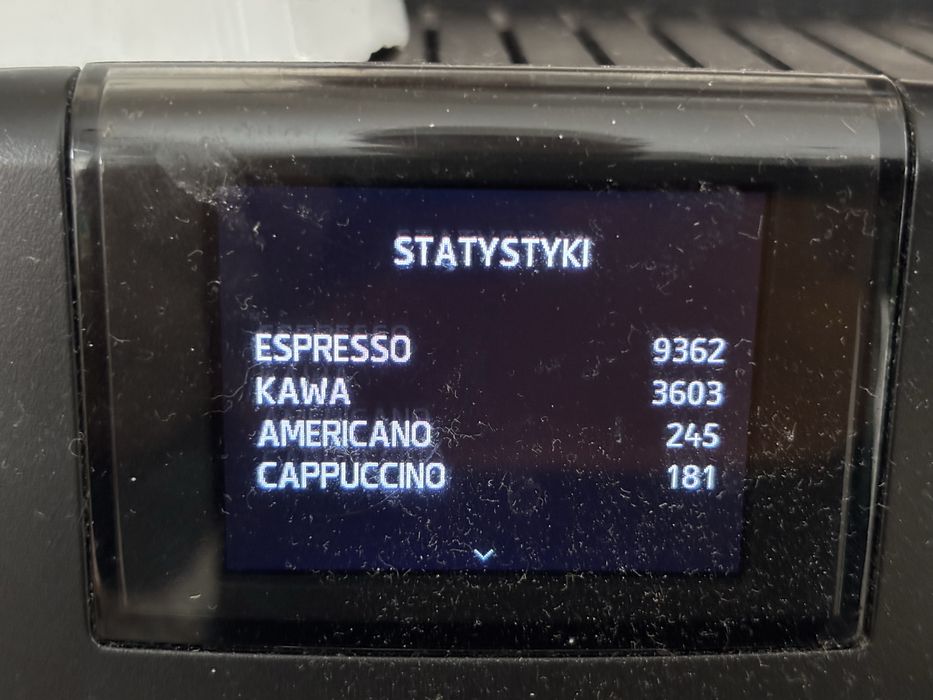 STATYSTYKI
ESPRESSO 9362
KAWA 3603
AMERICANO 245
CAPPUCCINO 181